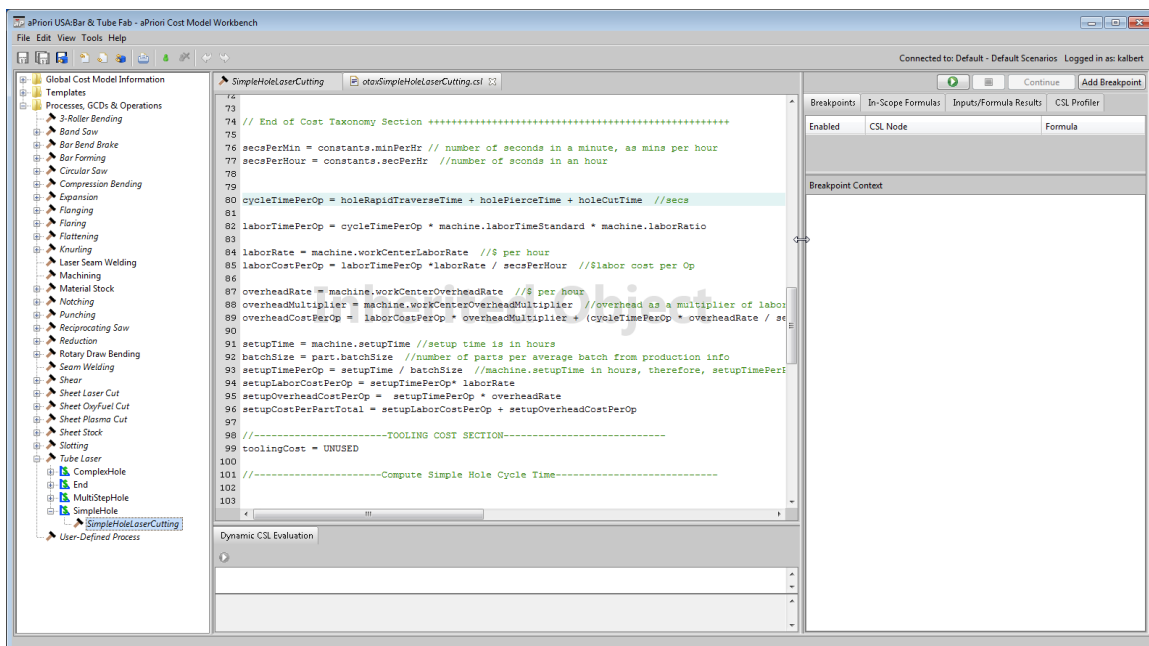 aPriori USA:Bar & Tube Fab - aPriori Cost Model Workbench
File Edit View Tools Help
Connected to: Default - Default Scenarios Logged in as: kalbert
Global Cost Model Information
Templates
Processes, GCDs & Operations
3-Roller Bending
Band Saw
Bar Bend Brake
Bar Forming
Circular Saw
Compression Bending
Expansion
Flanging
Flaring
Flattening
Knurling
Laser Seam Welding
Machining
Material Stock
Notching
Punching
Reciprocating Saw
Reduction
Rotary Draw Bending
Seam Welding
Shear
Sheet Laser Cut
Sheet OxyFuel Cut
Sheet Plasma Cut
Sheet Stock
Slotting
Tube Laser
ComplexHole
End
MultiStepHole
SimpleHole
SimpleHoleLaserCutting
User-Defined Process
SimpleHoleLaserCutting
otaxSimpleHoleLaserCutting.csl
72
73
74 // End of Cost Taxonomy Section ++++++++++++++++++++++++++++++++++++++++++++++++++++
75
76 secsPerMin = constants.minPerHr // number of seconds in a minute, as mins per hour
77 secsPerHour = constants.secPerHr //number of sconds in an hour
78
79
80 cycleTimePerOp = holeRapidTraverseTime + holePierceTime + holeCutTime //secs
81
82 laborTimePerOp = cycleTimePerOp * machine.laborTimeStandard * machine.laborRatio
83
84 laborRate = machine.workCenterLaborRate //$ per hour
85 laborCostPerOp = laborTimePerOp *laborRate / secsPerHour //$labor cost per Op
86
87 overheadRate = machine.workCenterOverheadRate //$ per hour
88 overheadMultiplier = machine.workCenterOverheadMultiplier //overhead as a multiplier of labor
89 overheadCostPerOp = laborCostPerOp * overheadMultiplier + (cycleTimePerOp * overheadRate / se
90
91 setupTime = machine.setupTime //setup time is in hours
92 batchSize = part.batchSize //number of parts per average batch from production info
93 setupTimePerOp = setupTime / batchSize //machine.setupTime in hours, therefore, setupTimePerP
94 setupLaborCostPerOp = setupTimePerOp* laborRate
95 setupOverheadCostPerOp = setupTimePerOp * overheadRate
96 setupCostPerPartTotal = setupLaborCostPerOp + setupOverheadCostPerOp
97
98 //-----------------------TOOLING COST SECTION----------------------------
99 toolingCost = UNUSED
100
101 //----------------------Compute Simple Hole Cycle Time----------------------------
102
103
Inherited Object
Dynamic CSL Evaluation
Continue
Add Breakpoint
Breakpoints
In-Scope Formulas
Inputs/Formula Results
CSL Profiler
Enabled
CSL Node
Formula
Breakpoint Context